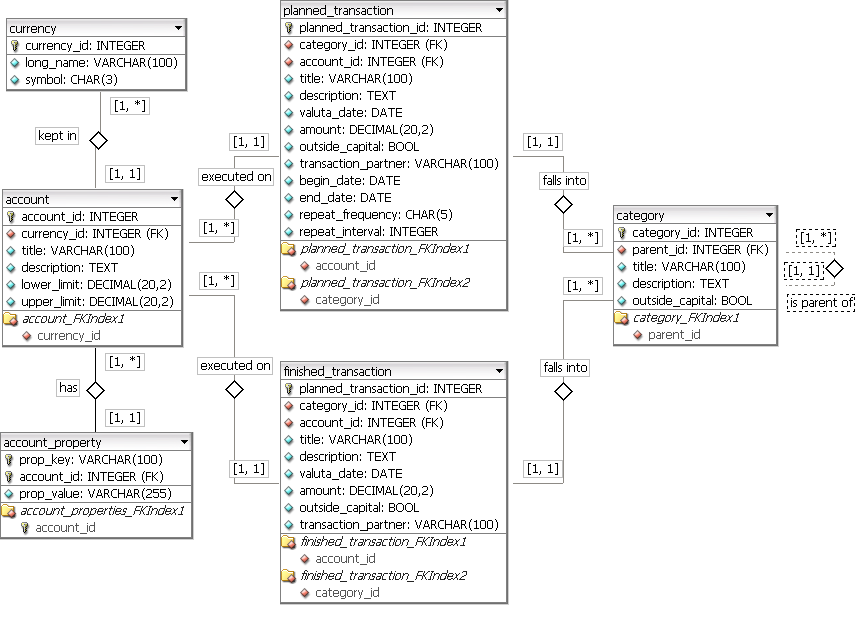 currency
currency_id: INTEGER
long_name: VARCHAR(100)
symbol: CHAR(3)
[1, *]
kept in
[1, 1]
account
account_id: INTEGER
currency_id: INTEGER (FK)
title: VARCHAR(100)
description: TEXT
lower_limit: DECIMAL(20,2)
upper_limit: DECIMAL(20,2)
account_FKIndex1
currency_id
[1, *]
has
[1, 1]
account_property
prop_key: VARCHAR(100)
account_id: INTEGER (FK)
prop_value: VARCHAR(255)
account_properties_FKIndex1
account_id
[1, 1]
executed on
[1, *]
[1, *]
executed on
[1, 1]
planned_transaction
planned_transaction_id: INTEGER
category_id: INTEGER (FK)
account_id: INTEGER (FK)
title: VARCHAR(100)
description: TEXT
valuta_date: DATE
amount: DECIMAL(20,2)
outside_capital: BOOL
transaction_partner: VARCHAR(100)
begin_date: DATE
end_date: DATE
repeat_frequency: CHAR(5)
repeat_interval: INTEGER
planned_transaction_FKIndex1
account_id
planned_transaction_FKIndex2
category_id
finished_transaction
planned_transaction_id: INTEGER
category_id: INTEGER (FK)
account_id: INTEGER (FK)
title: VARCHAR(100)
description: TEXT
valuta_date: DATE
amount: DECIMAL(20,2)
outside_capital: BOOL
transaction_partner: VARCHAR(100)
finished_transaction_FKIndex1
account_id
finished_transaction_FKIndex2
category_id
[1, 1]
falls into
[1, *]
[1, *]
falls into
[1, 1]
category
category_id: INTEGER
parent_id: INTEGER (FK)
title: VARCHAR(100)
description: TEXT
outside_capital: BOOL
category_FKIndex1
parent_id
[1, *]
[1, 1]
is parent of